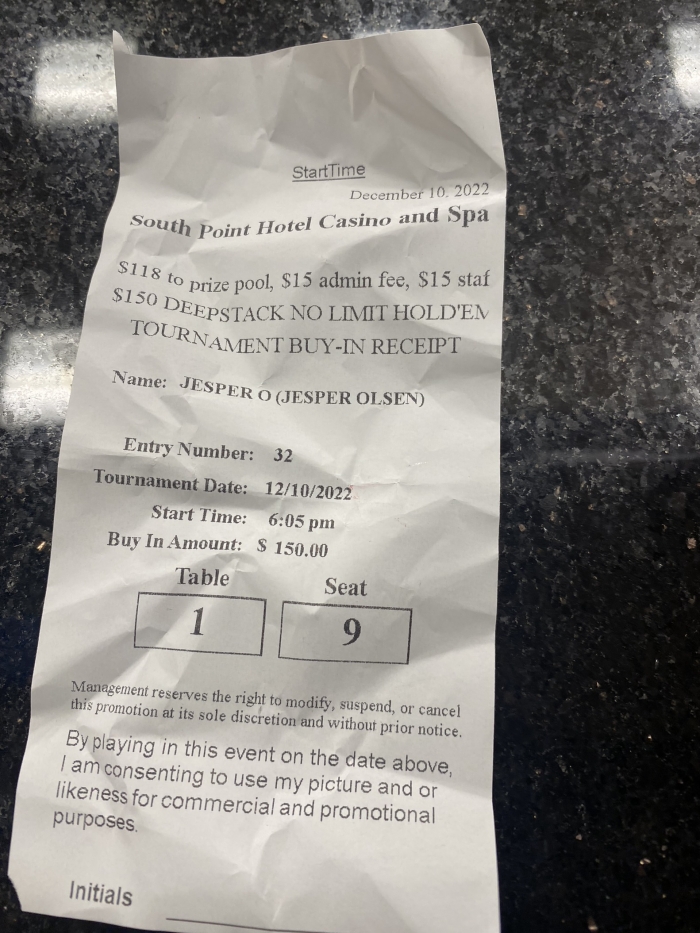 StartTime
December 10, 2022
South Point Hotel Casino and Spa
$118 to prize pool, $15 admin fee, $15 staf
$150 DEEPSTACK NO LIMIT HOLD'EM
TOURNAMENT BUY-IN RECEIPT
Name: JESPER O (JESPER OLSEN)
Entry Number: 32
Tournament Date: 12/10/2022
Start Time: 6:05 pm
Buy In Amount: $ 150.00
Table Seat
1 9
Management reserves the right to modify, suspend, or cancel
this promotion at its sole discretion and without prior notice.
By playing in this event on the date above,
I am consenting to use my picture and or
likeness for commercial and promotional
purposes.
Initials